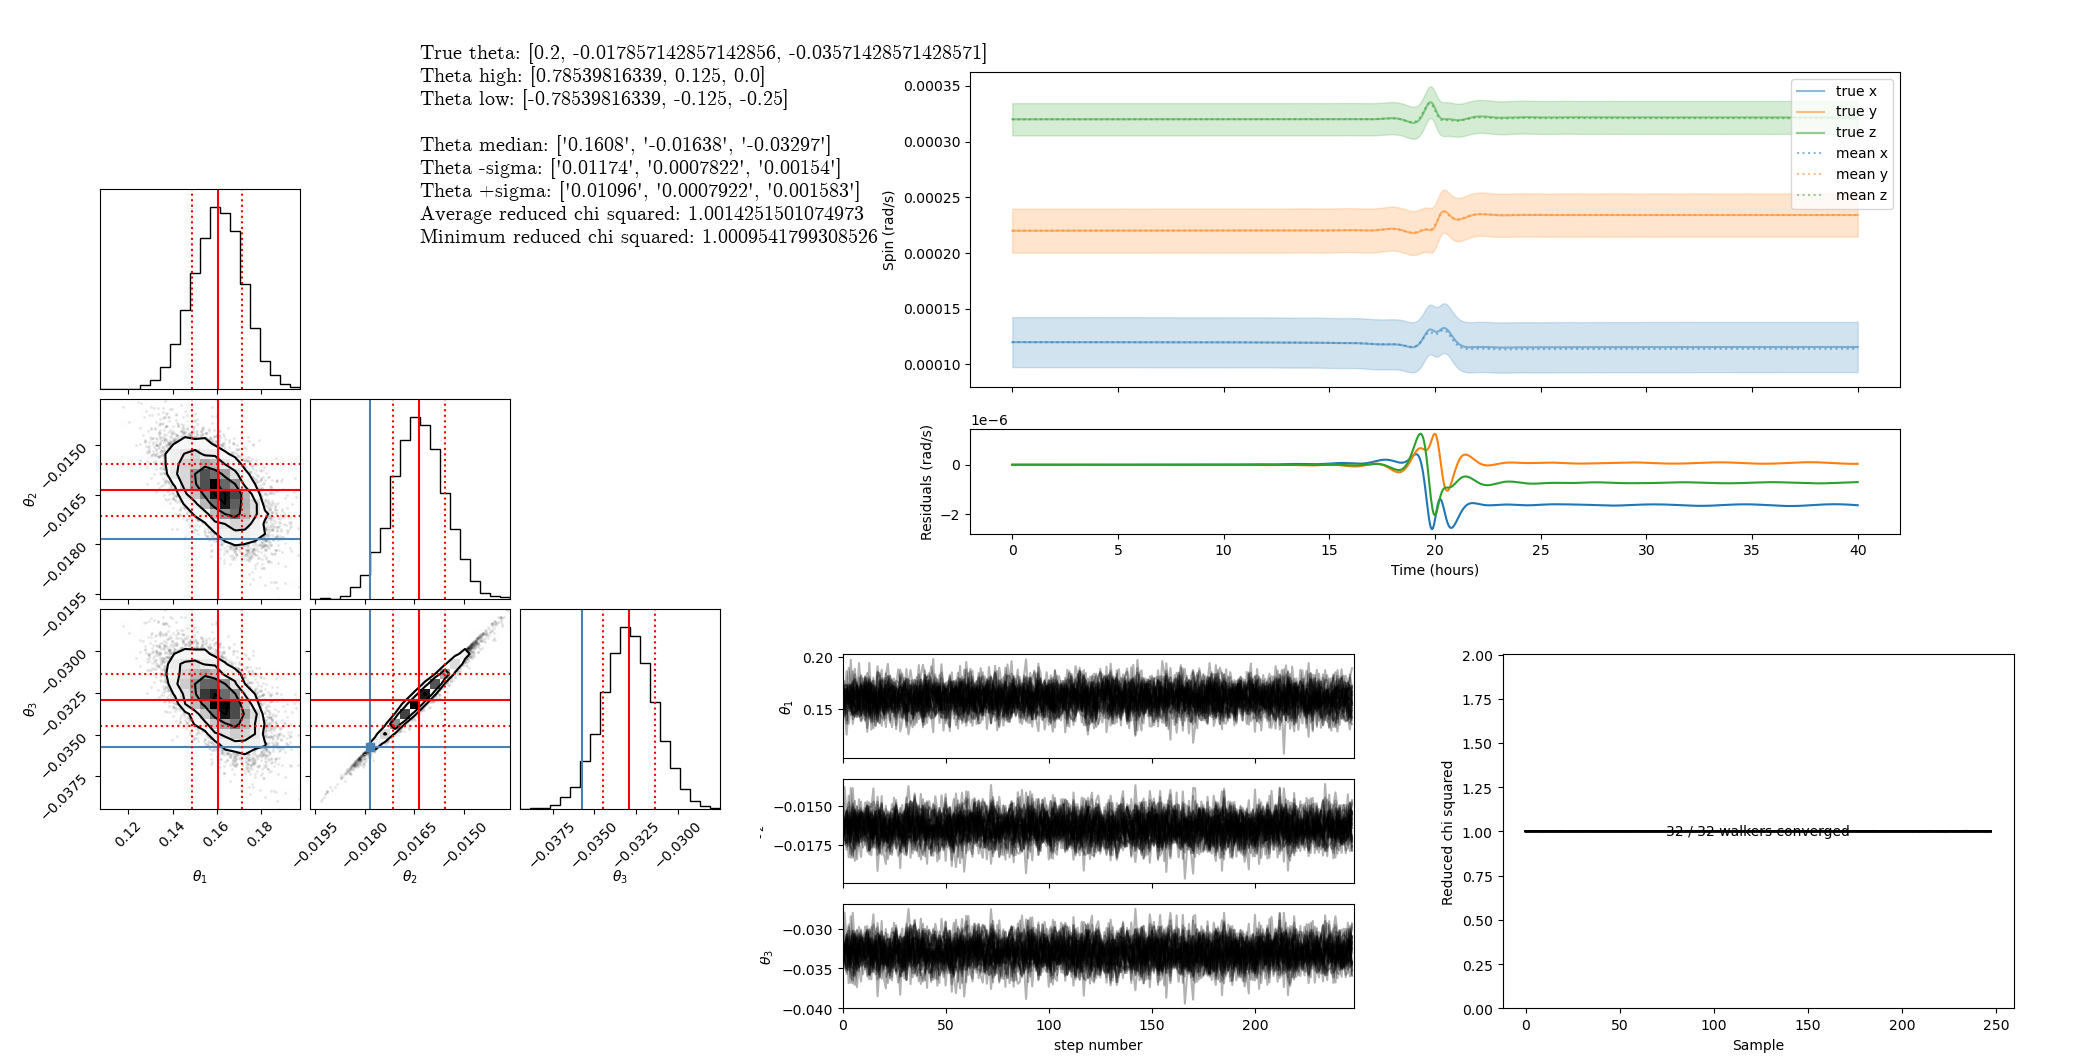 True theta: [0.2, -0.017857142857142856, -0.03571428571428571]
Theta high: [0.78539816339, 0.125, 0.0]
Theta low: [-0.78539816339, -0.125, -0.25]
Theta median: ['0.1608', '-0.01638', '-0.03297']
Theta -sigma: ['0.01174', '0.0007822', '0.00154']
Theta +sigma: ['0.01096', '0.0007922', '0.001583']
Average reduced chi squared: 1.0014251501074973
Minimum reduced chi squared: 1.0009541799308526
−0.0150
−0.0165
−0.0180
−0.0195
θ2
−0.0300
−0.0325
−0.0350
−0.0375
θ3
0.12 0.14 0.16 0.18
θ1
−0.0195 −0.0180 −0.0165 −0.0150
θ2
−0.0375 −0.0350 −0.0325 −0.0300
θ3
0.00035
0.00030
0.00025
0.00020
0.00015
0.00010
Spin (rad/s)
true x
true y
true z
mean x
mean y
mean z
1e−6
0
−2
Residuals (rad/s)
0 5 10 15 20 25 30 35 40
Time (hours)
0.20
0.15
θ1
−0.0150
−0.0175
−0.030
−0.035
−0.040
θ3
0 50 100 150 200
step number
2.00
1.75
1.50
1.25
1.00
0.75
0.50
0.25
0.00
Reduced chi squared
32 / 32 walkers converged
0 50 100 150 200 250
Sample